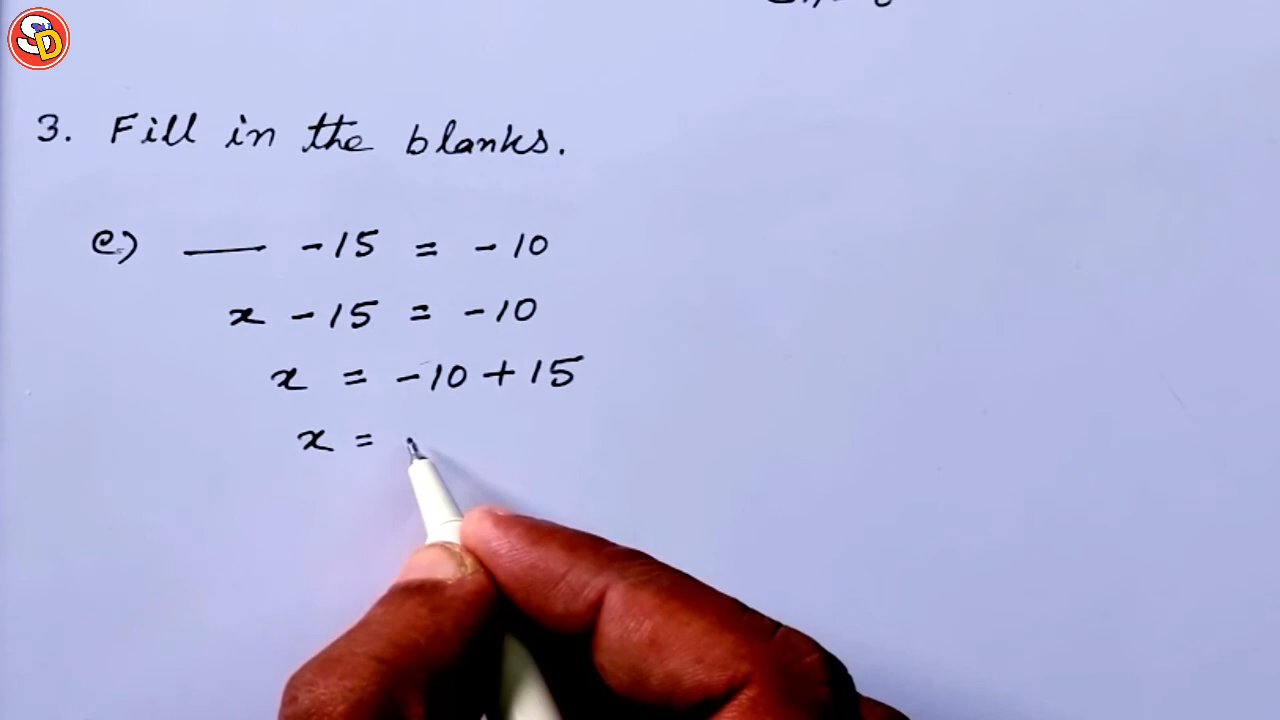 3. Fill in the blanks.
e) ___ -15 = -10
x -15 = -10
x = -10 + 15
x =